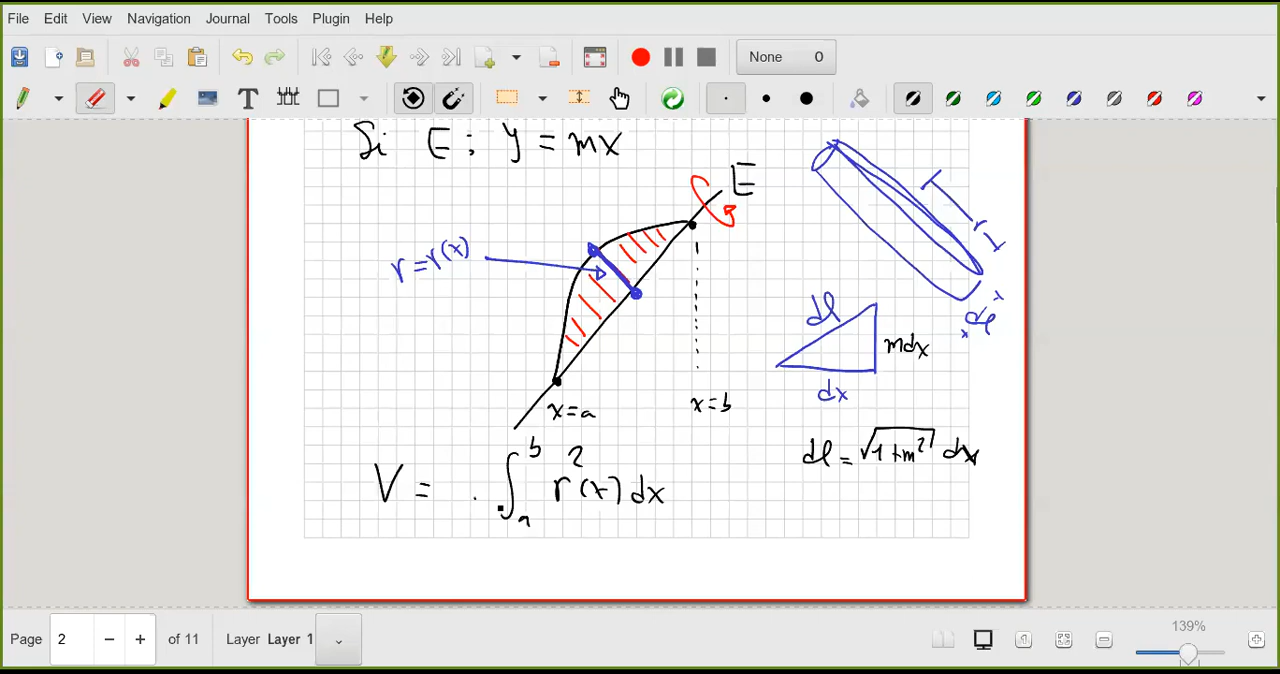 File Edit View Navigation Journal Tools Plugin Help
None 0
Si E: y = mx
E
r = r(x)
r
dl
dl
mdx
dx
x=a
x=b
dl = √1+m² dx
V = ∫ₐᵇ r²(x) dx
Page 2 of 11 Layer Layer 1
139%